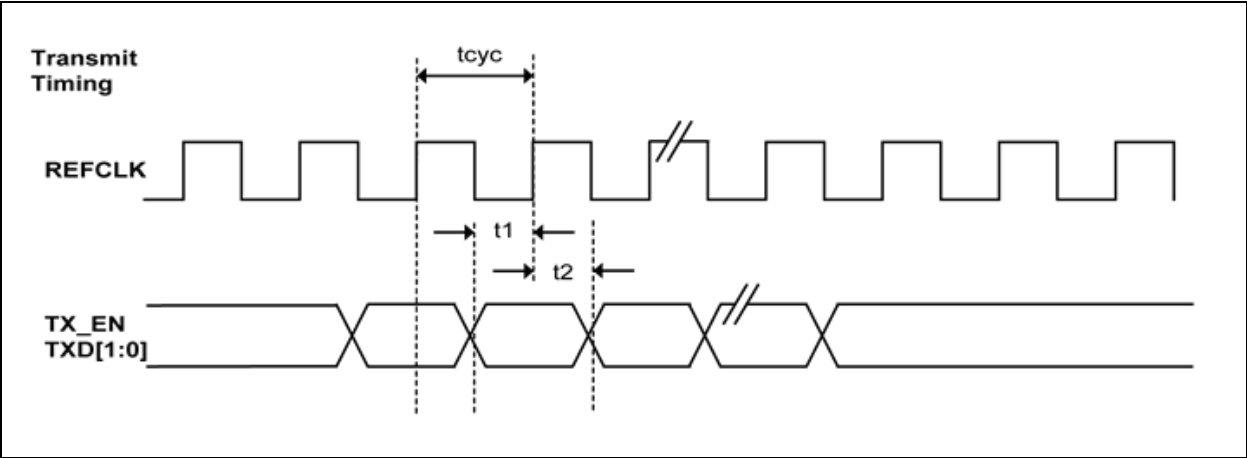 Transmit
Timing
tcyc
REFCLK
t1
t2
TX_EN
TXD[1:0]